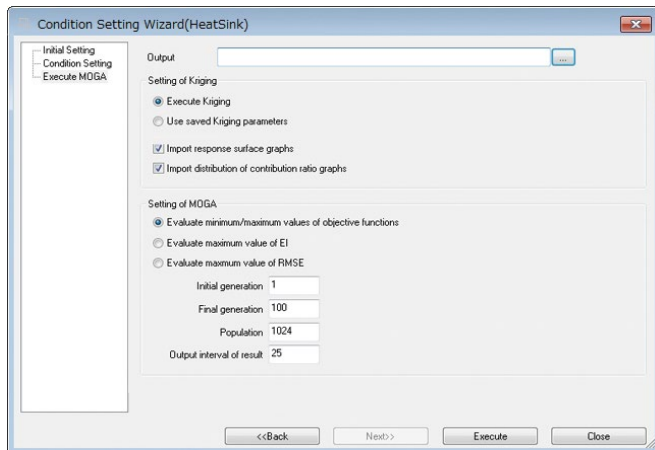 Condition Setting Wizard(HeatSink)
Initial Setting
Condition Setting
Execute MOGA
Output
...
Setting of Kriging
Execute Kriging
Use saved Kriging parameters
Import response surface graphs
Import distribution of contribution ratio graphs
Setting of MOGA
Evaluate minimum/maximum values of objective functions
Evaluate maximum value of EI
Evaluate maxmum value of RMSE
Initial generation 1
Final generation 100
Population 1024
Output interval of result 25
<<Back Next>> Execute Close